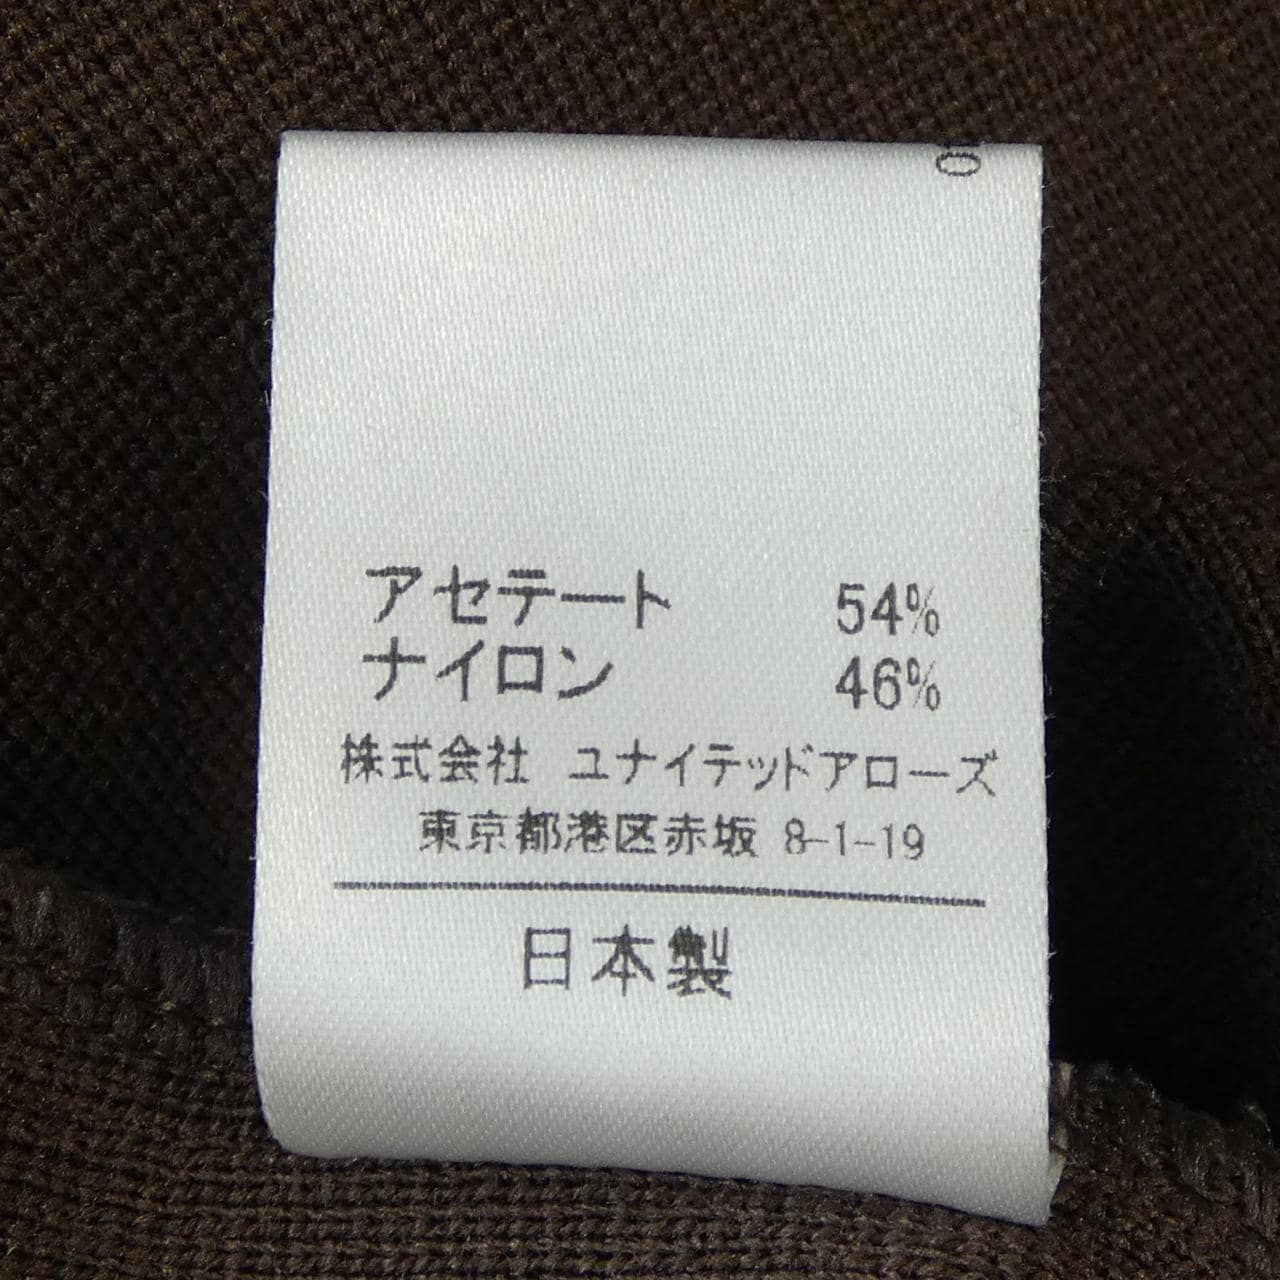 アセテート 54%
ナイロン 46%
株式会社 ユナイテッドアローズ
東京都港区赤坂 8-1-19
日本製